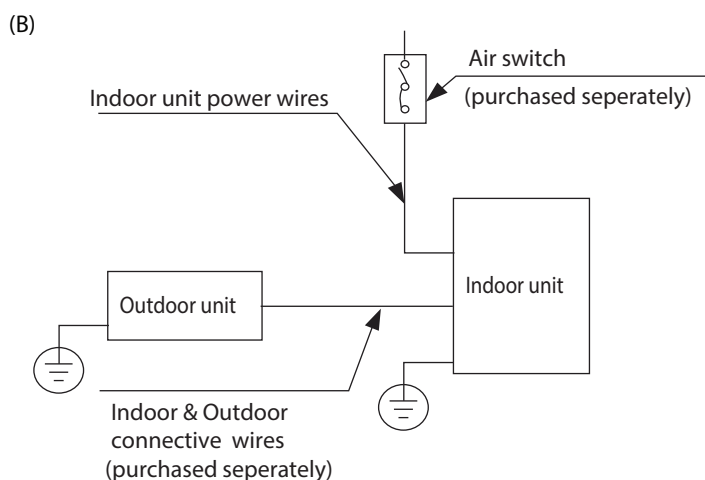 (B)
Air switch
(purchased seperately)
Indoor unit power wires
Indoor unit
Outdoor unit
Indoor & Outdoor
connective wires
(purchased seperately)